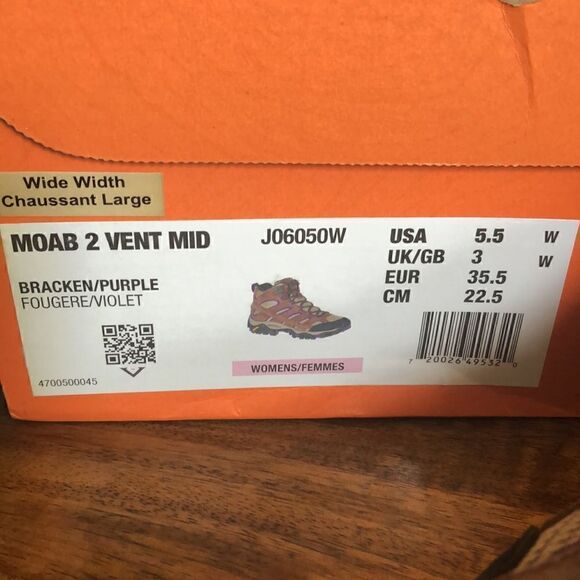 Wide Width
Chaussant Large
MOAB 2 VENT MID
J06050W
BRACKEN/PURPLE
FOUGERE/VIOLET
4700500045
WOMENS/FEMMES
USA 5.5 W
UK/GB 3 W
EUR 35.5
CM 22.5
7 20026 49532 0